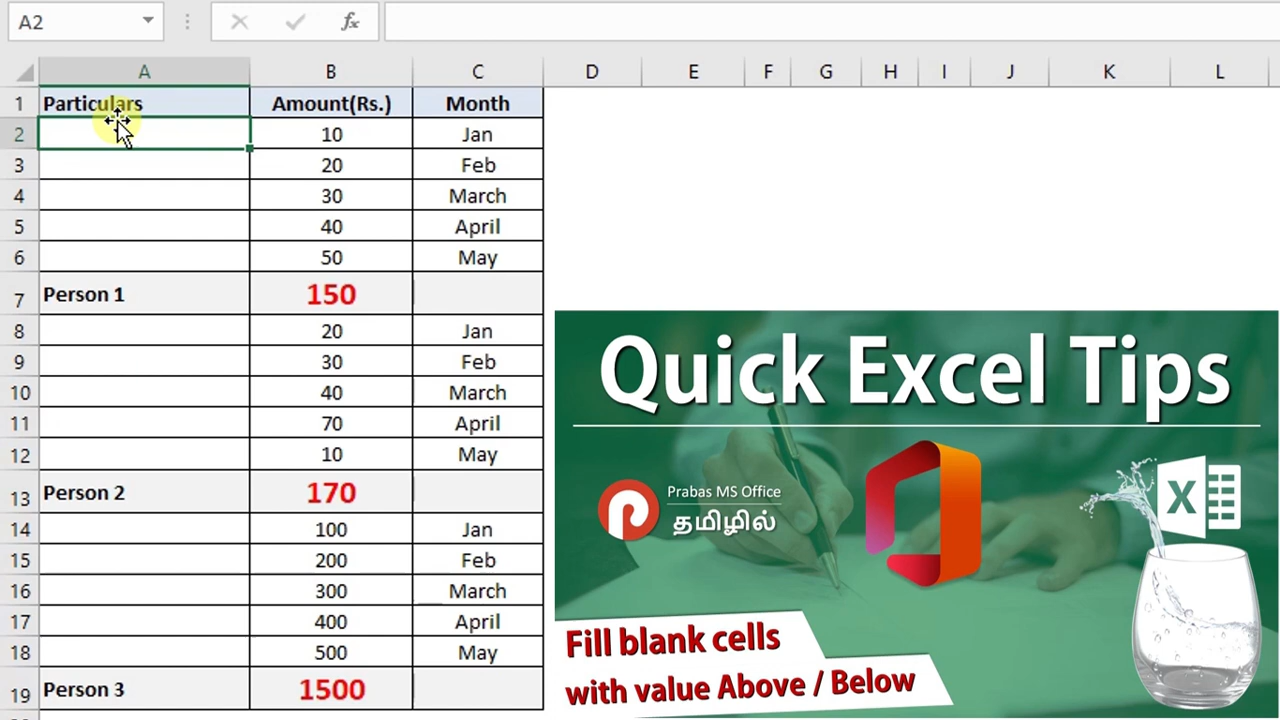 A2
fx
A B C D E F G H I J K L
1 Particulars Amount(Rs.) Month
2 10 Jan
3 20 Feb
4 30 March
5 40 April
6 50 May
7 Person 1 150
8 20 Jan
9 30 Feb
10 40 March
11 70 April
12 10 May
13 Person 2 170
14 100 Jan
15 200 Feb
16 300 March
17 400 April
18 500 May
19 Person 3 1500
Quick Excel Tips
Prabas MS Office
தமிழில்
X
Fill blank cells
with value Above / Below